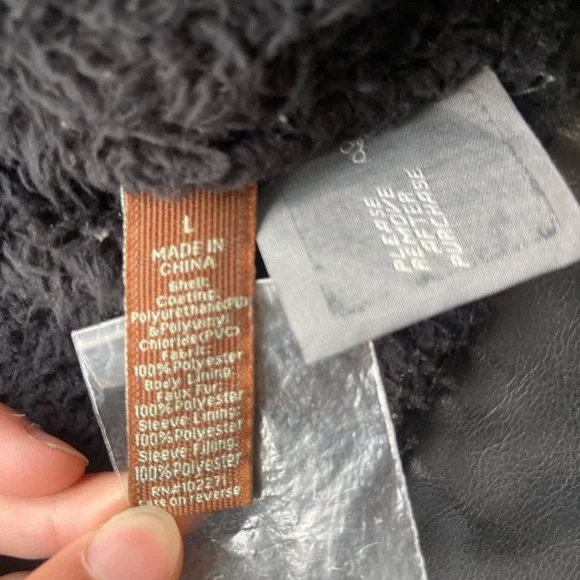 L
MADE IN
CHINA
Shell:
Coating:
Polyurethane(PU)
& Polyvinyl
Chloride(PVC)
Fabric:
100% Polyester
Body Lining:
Faux Fur:
100% Polyester
Sleeve Lining:
100% Polyester
Sleeve Filling:
100% Polyester
RN#102271
Care on reverse
PLEASE
REMOVE
AFTER
PURCHASE